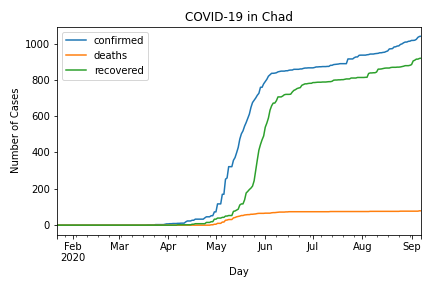 COVID-19 in Chad
confirmed
deaths
recovered
Number of Cases
1000
800
600
400
200
0
Feb Mar Apr May Jun Jul Aug Sep
2020
Day